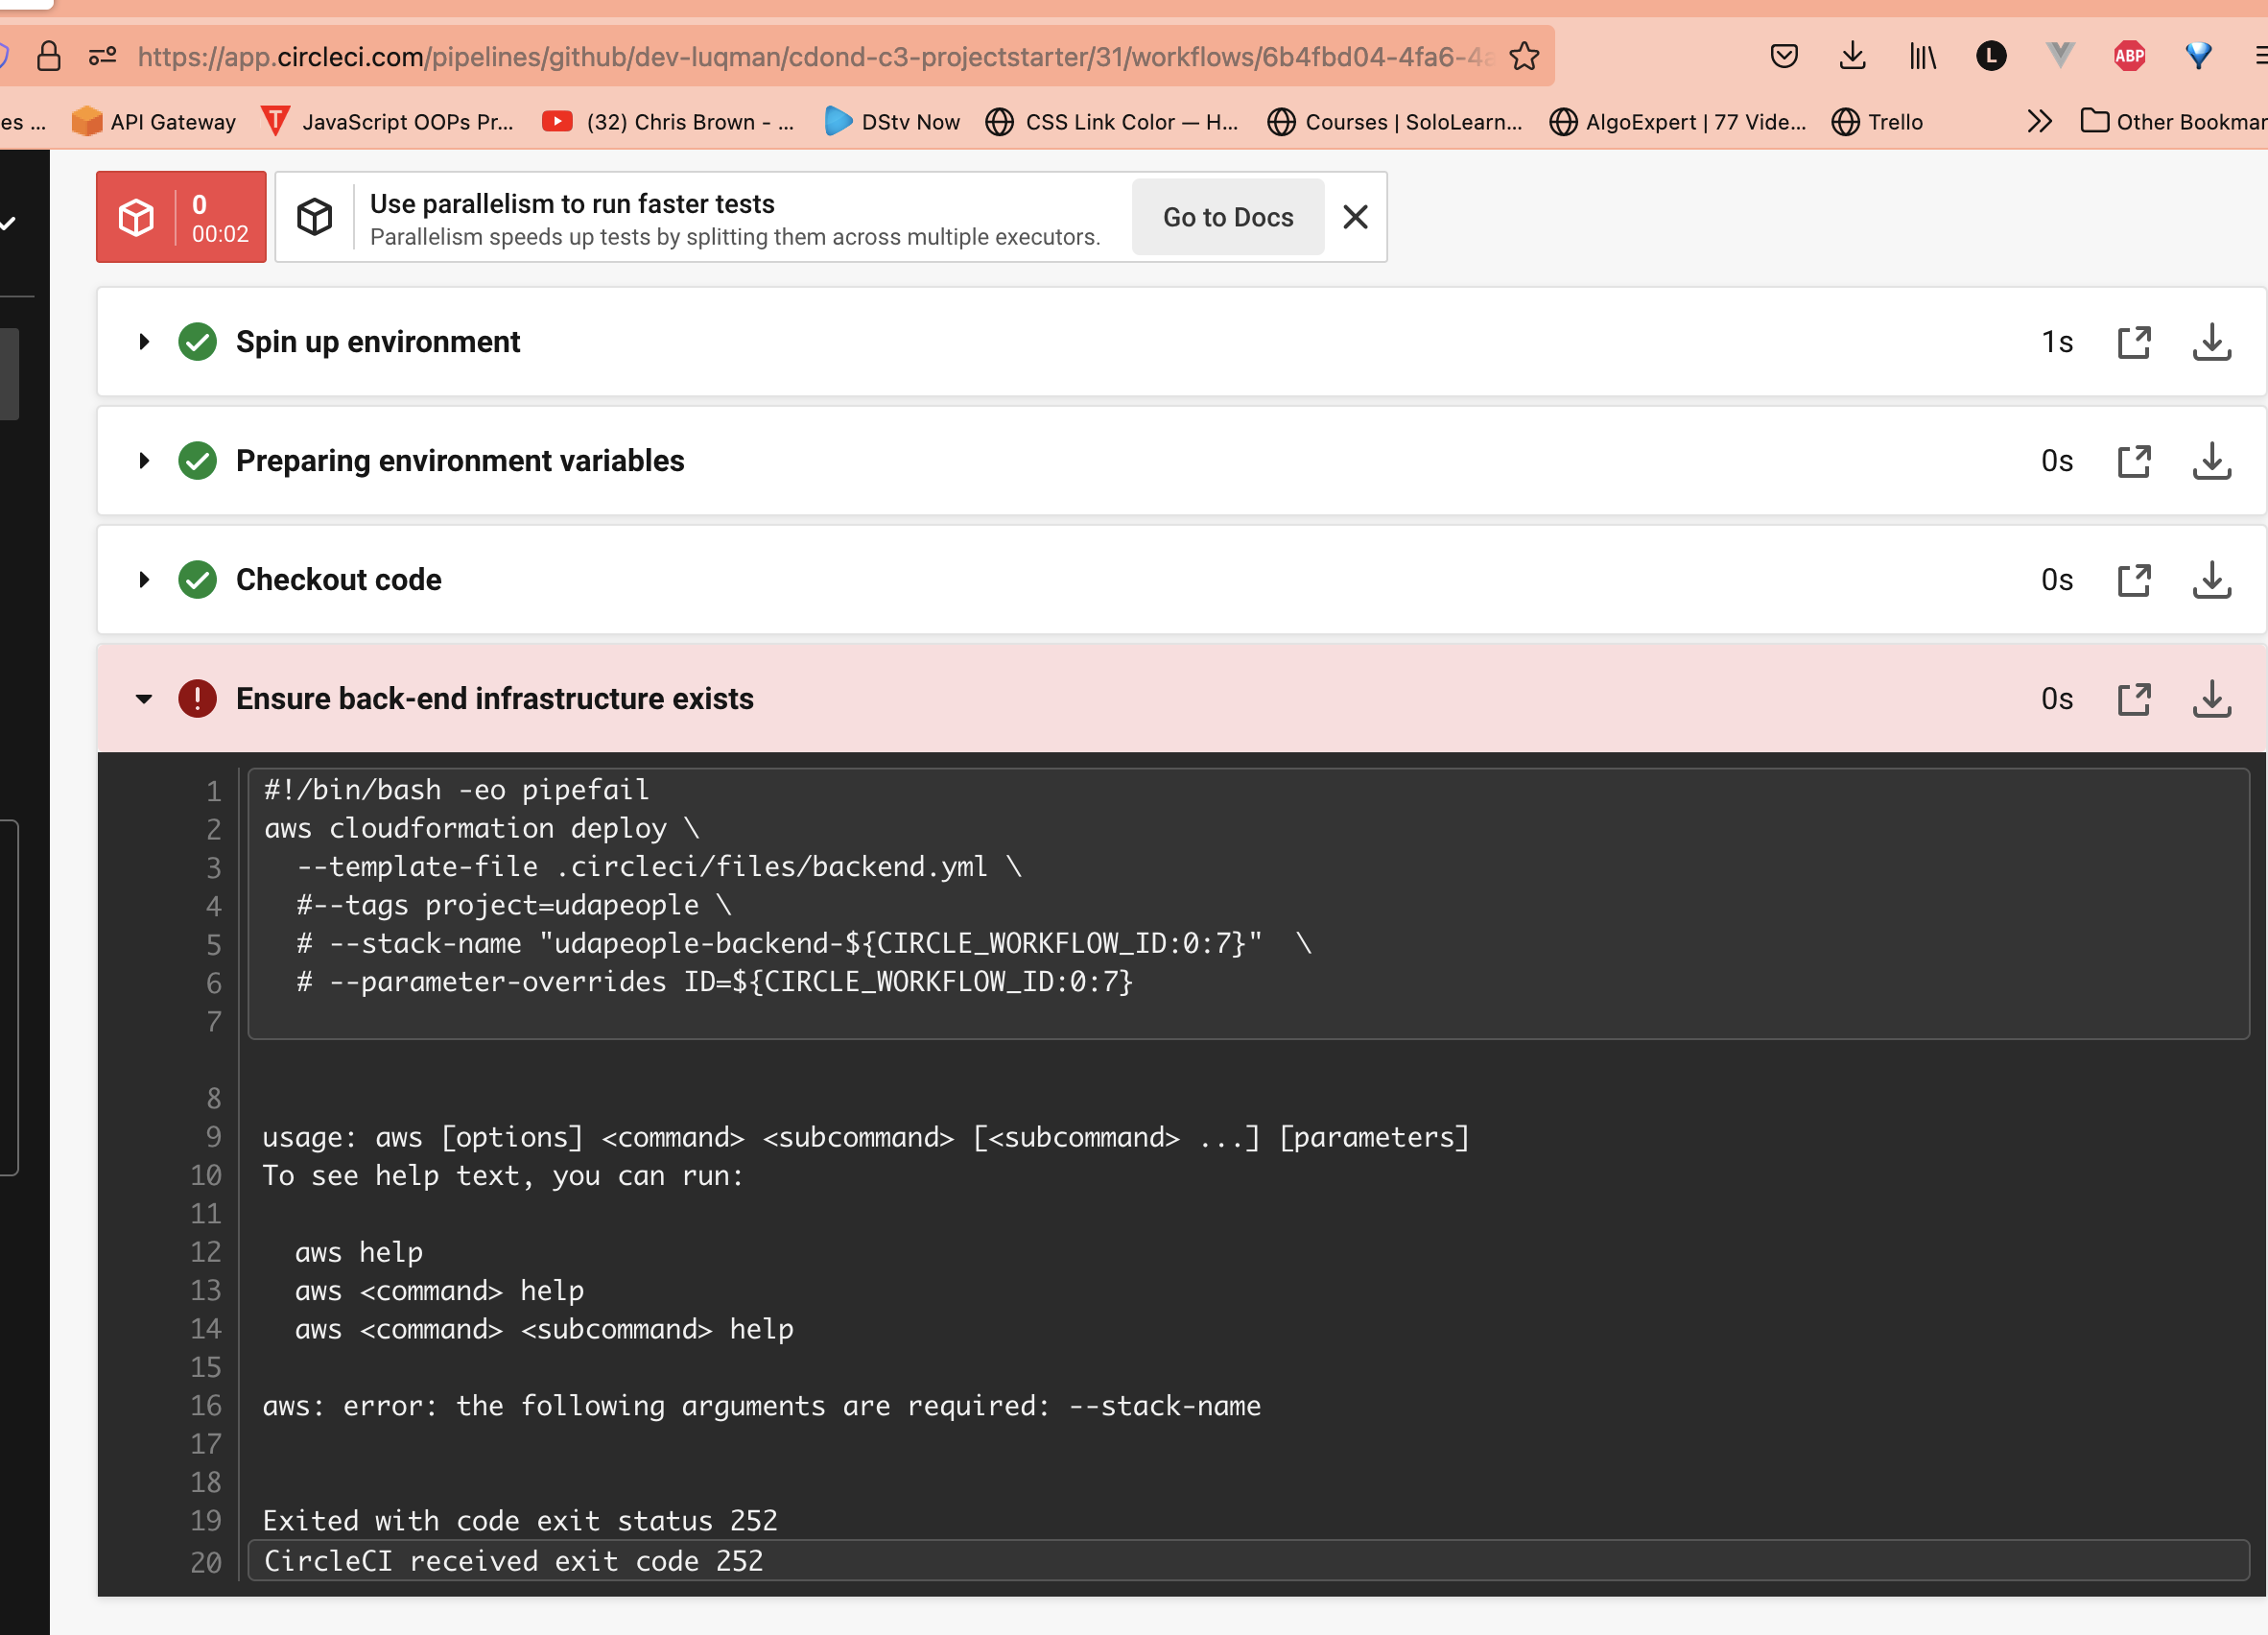 https://app.circleci.com/pipelines/github/dev-luqman/cdond-c3-projectstarter/31/workflows/6b4fbd04-4fa6-4a
L
ABP
es ...
API Gateway
T
JavaScript OOPs Pr...
(32) Chris Brown - ...
DStv Now
CSS Link Color — H...
Courses | SoloLearn...
AlgoExpert | 77 Vide...
Trello
Other Bookmar
0
00:02
Use parallelism to run faster tests
Parallelism speeds up tests by splitting them across multiple executors.
Go to Docs
Spin up environment
1s
Preparing environment variables
0s
Checkout code
0s
Ensure back-end infrastructure exists
0s
1 #!/bin/bash -eo pipefail
2 aws cloudformation deploy \
3   --template-file .circleci/files/backend.yml \
4   #--tags project=udapeople \
5   # --stack-name "udapeople-backend-${CIRCLE_WORKFLOW_ID:0:7}"  \
6   # --parameter-overrides ID=${CIRCLE_WORKFLOW_ID:0:7}
7
8
9 usage: aws [options] <command> <subcommand> [<subcommand> ...] [parameters]
10 To see help text, you can run:
11
12   aws help
13   aws <command> help
14   aws <command> <subcommand> help
15
16 aws: error: the following arguments are required: --stack-name
17
18
19 Exited with code exit status 252
20 CircleCI received exit code 252